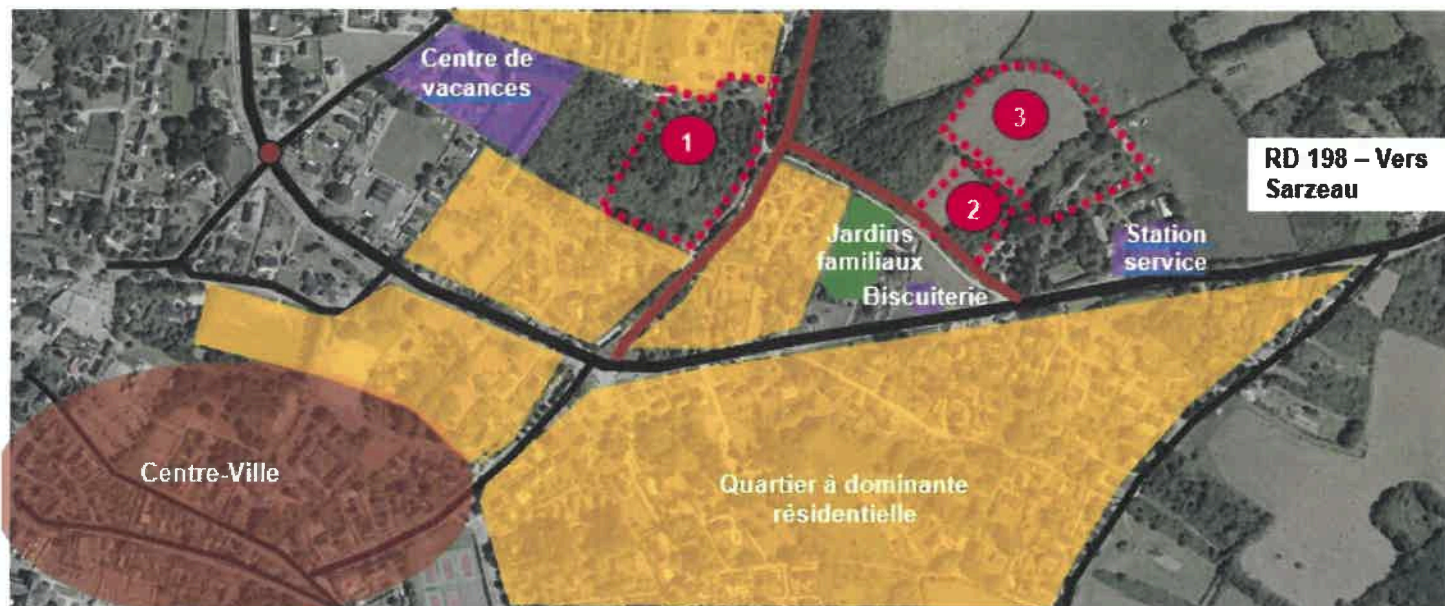 Centre de
vacances
1
3
RD 198 – Vers
Sarzeau
2
Jardins
familiaux
Station
service
Biscuiterie
Centre-Ville
Quartier à dominante
résidentielle